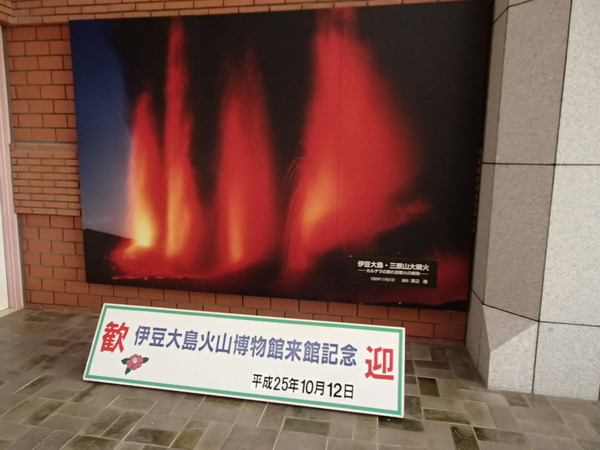 伊豆大島・三原山大噴火
歓 伊豆大島火山博物館来館記念 迎
平成25年10月12日